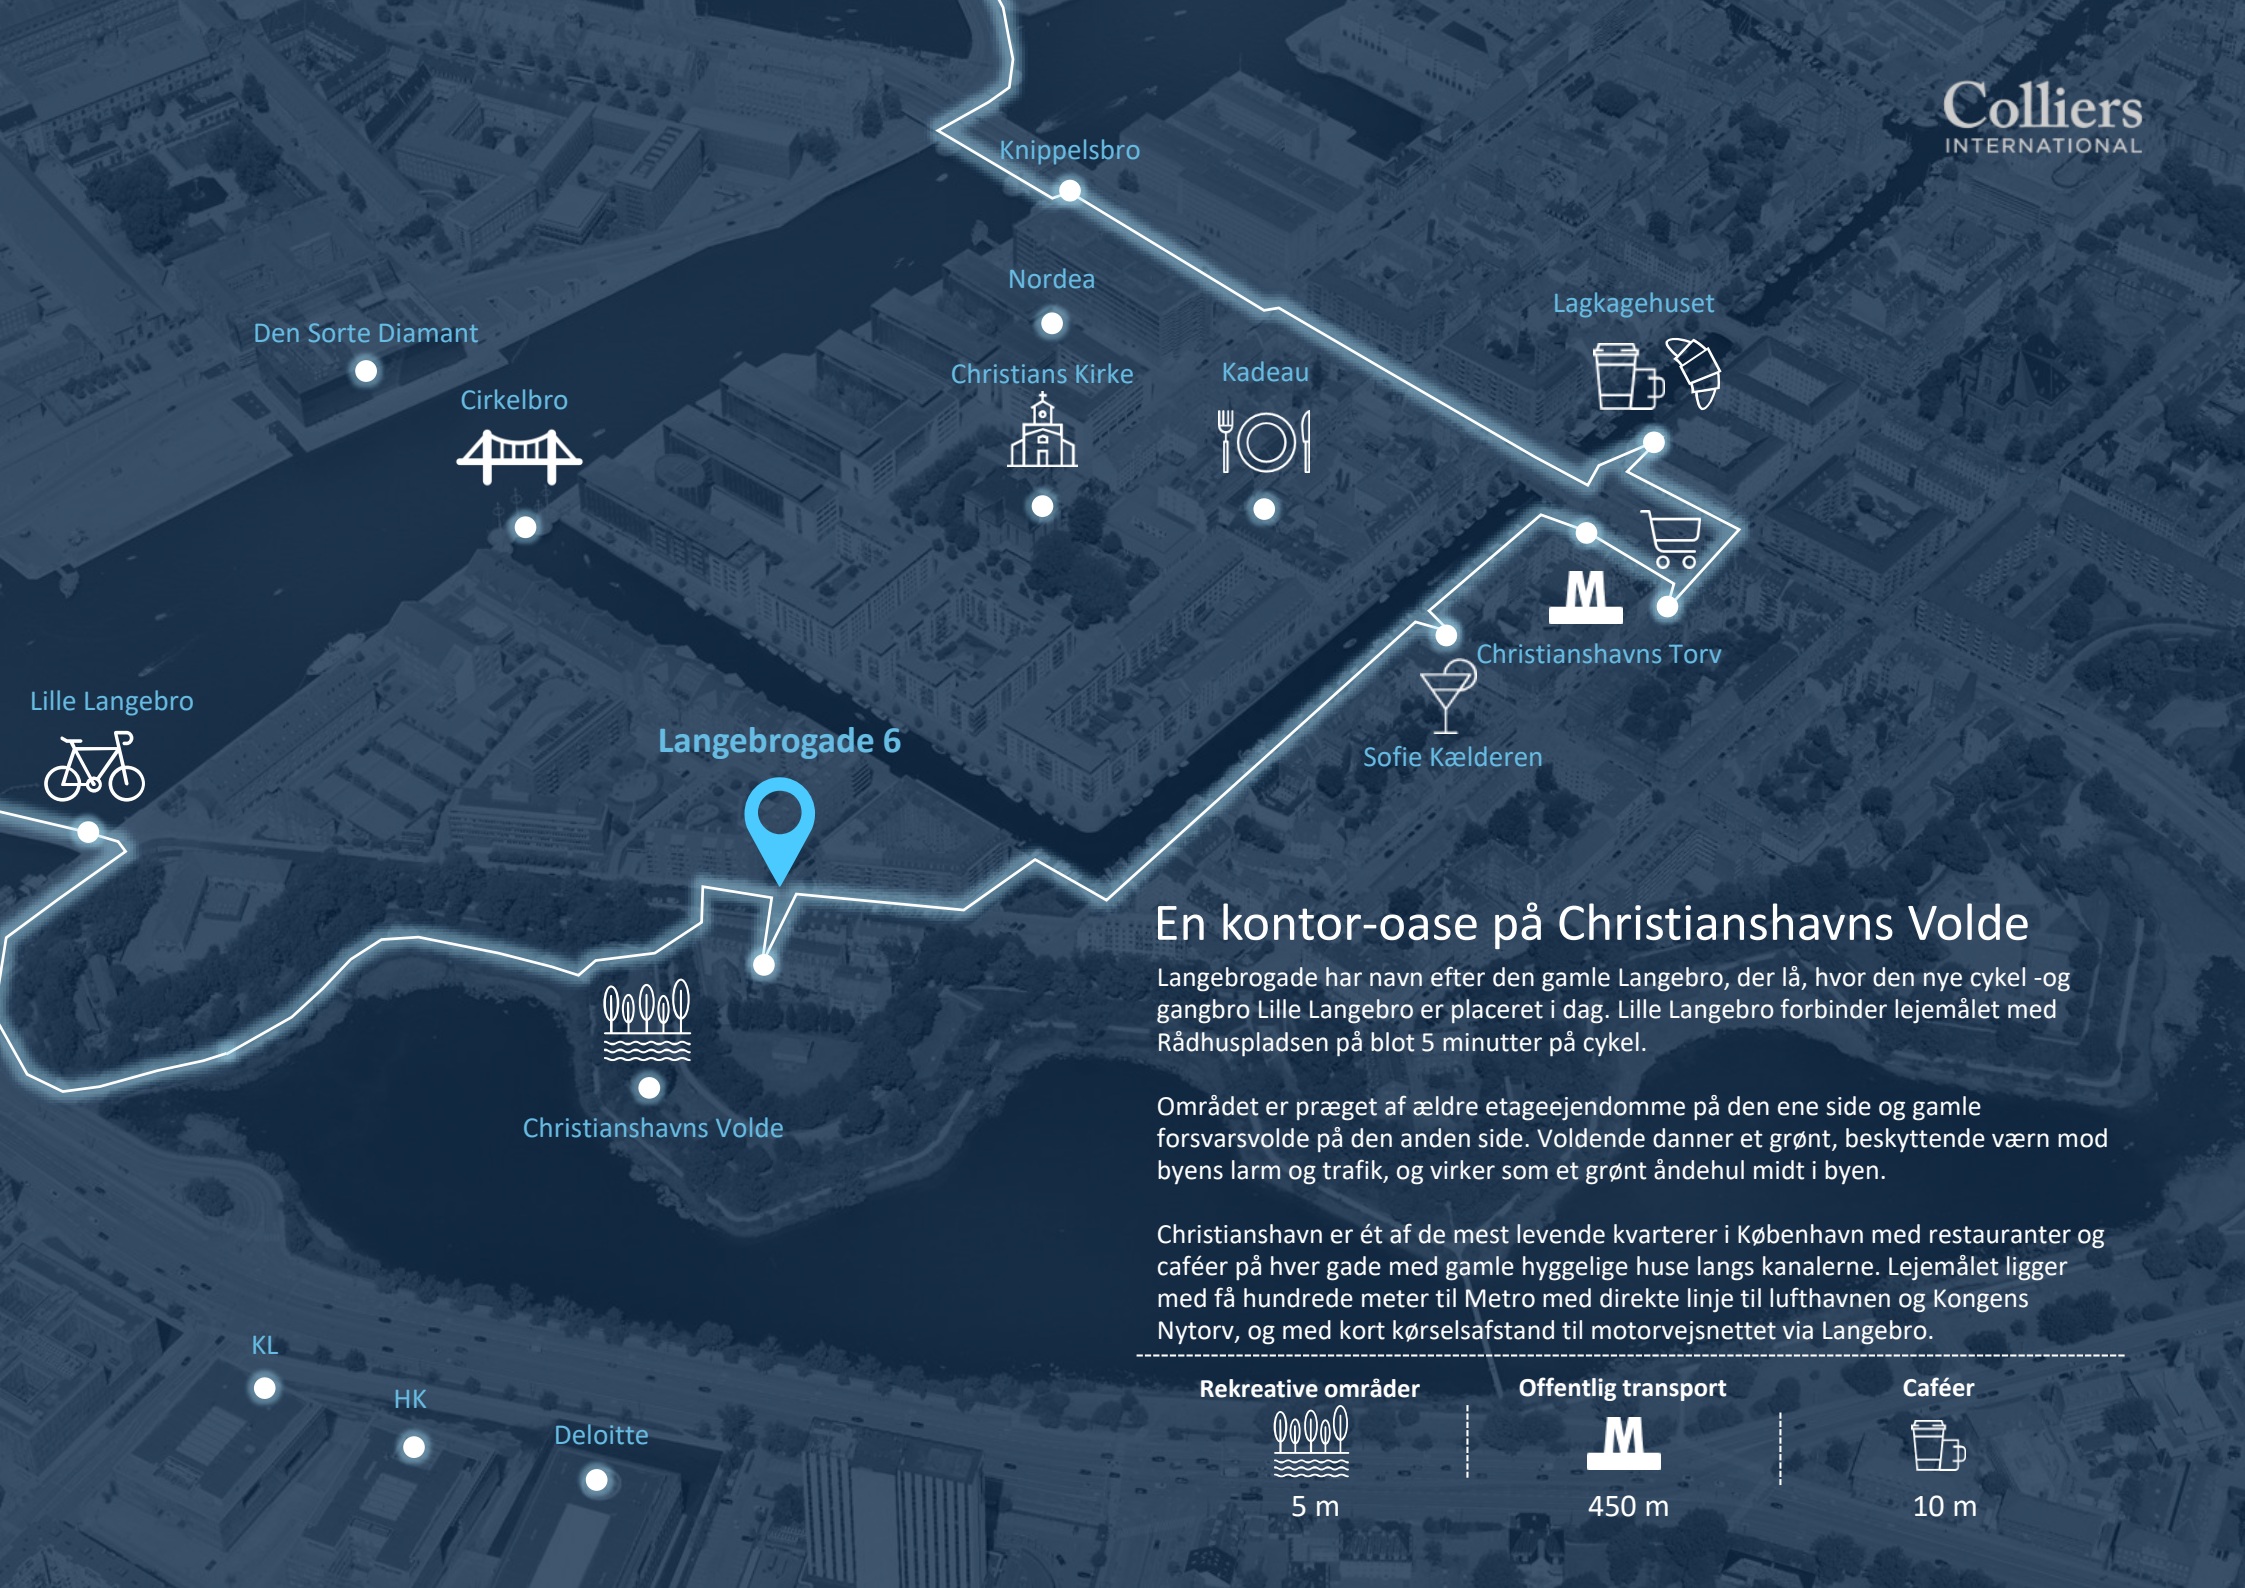 Colliers
INTERNATIONAL
Knippelsbro
Nordea
Lagkagehuset
Den Sorte Diamant
Christians Kirke
Kadeau
Cirkelbro
M
Christianshavns Torv
Lille Langebro
Langebrogade 6
Sofie Kælderen
Christianshavns Volde
KL
HK
Deloitte
En kontor-oase på Christianshavns Volde
Langebrogade har navn efter den gamle Langebro, der lå, hvor den nye cykel -og
gangbro Lille Langebro er placeret i dag. Lille Langebro forbinder lejemålet med
Rådhuspladsen på blot 5 minutter på cykel.
Området er præget af ældre etageejendomme på den ene side og gamle
forsvarsvolde på den anden side. Voldende danner et grønt, beskyttende værn mod
byens larm og trafik, og virker som et grønt åndehul midt i byen.
Christianshavn er ét af de mest levende kvarterer i København med restauranter og
caféer på hver gade med gamle hyggelige huse langs kanalerne. Lejemålet ligger
med få hundrede meter til Metro med direkte linje til lufthavnen og Kongens
Nytorv, og med kort kørselsafstand til motorvejsnettet via Langebro.
Rekreative områder
Offentlig transport
Caféer
M
5 m
450 m
10 m